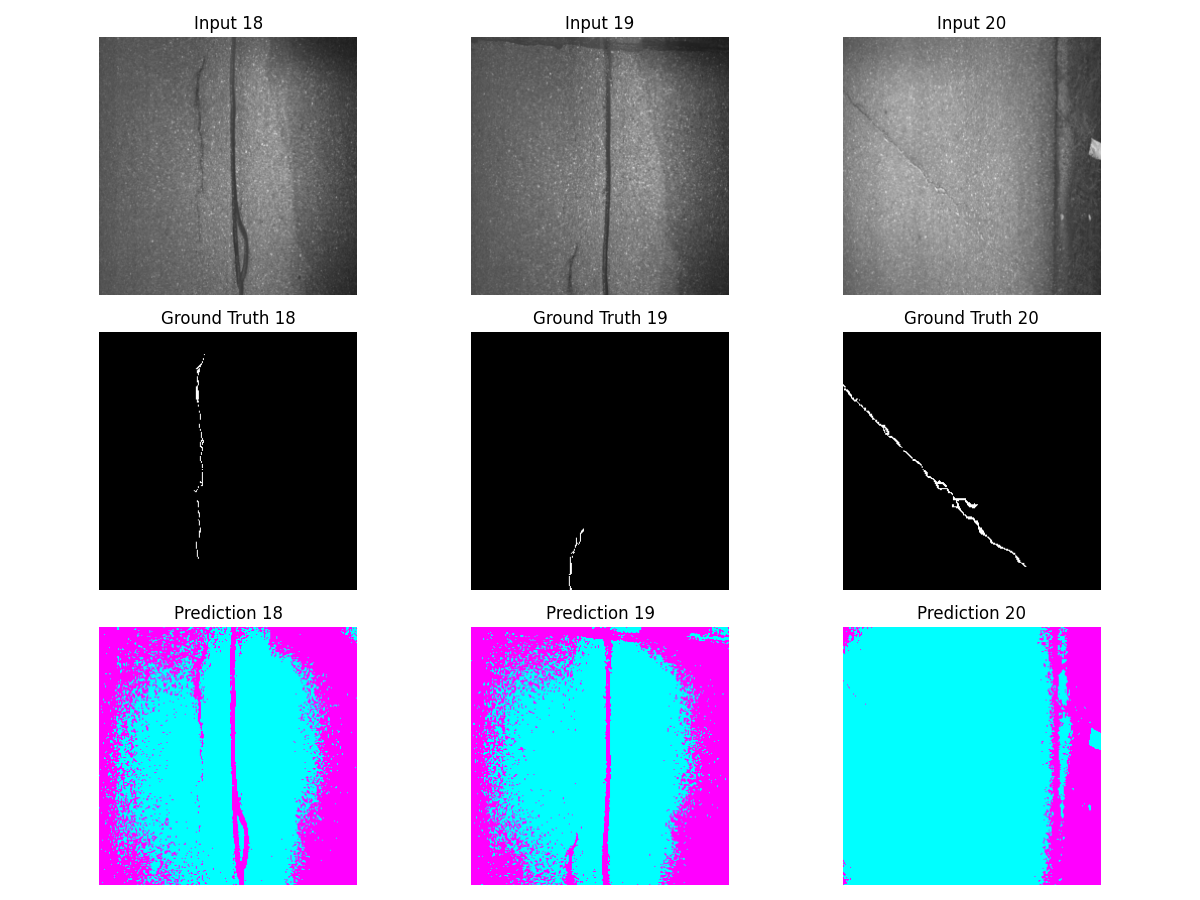 Input 18
Input 19
Input 20
Ground Truth 18
Ground Truth 19
Ground Truth 20
Prediction 18
Prediction 19
Prediction 20